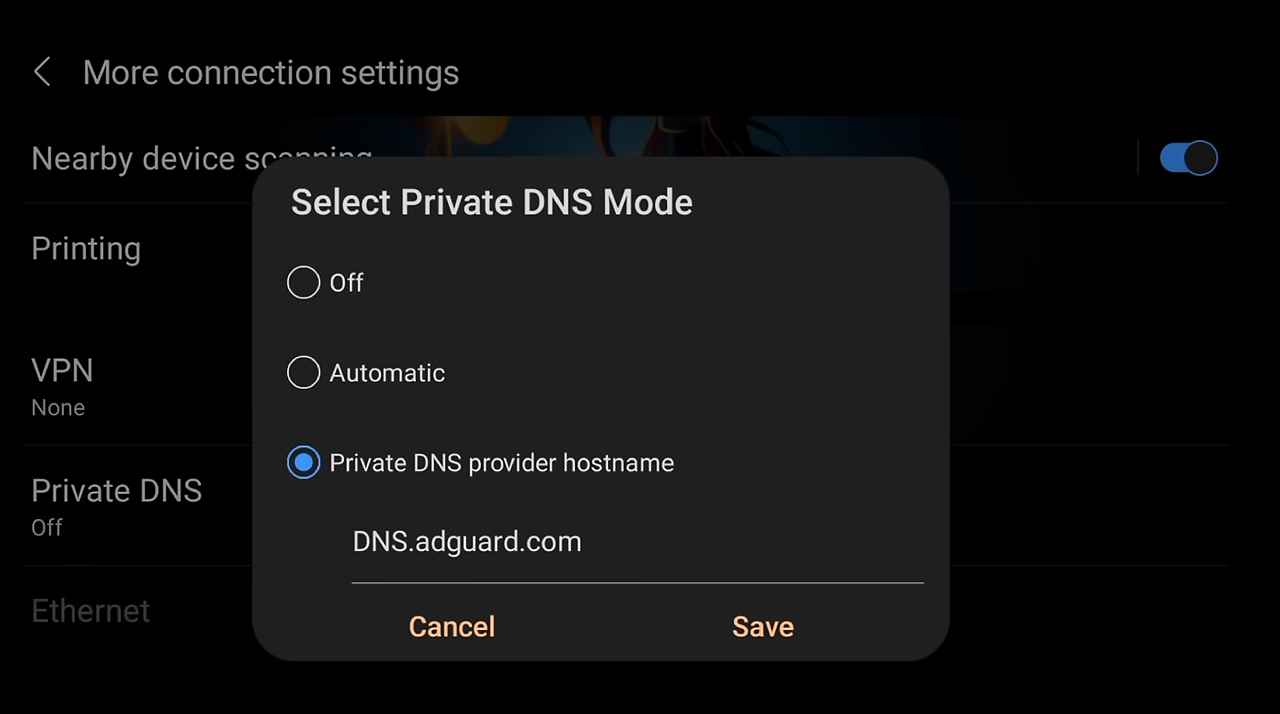 More connection settings
Nearby device scanning
Printing
VPN
None
Private DNS
Off
Ethernet
Select Private DNS Mode
Off
Automatic
Private DNS provider hostname
DNS.adguard.com
Cancel
Save